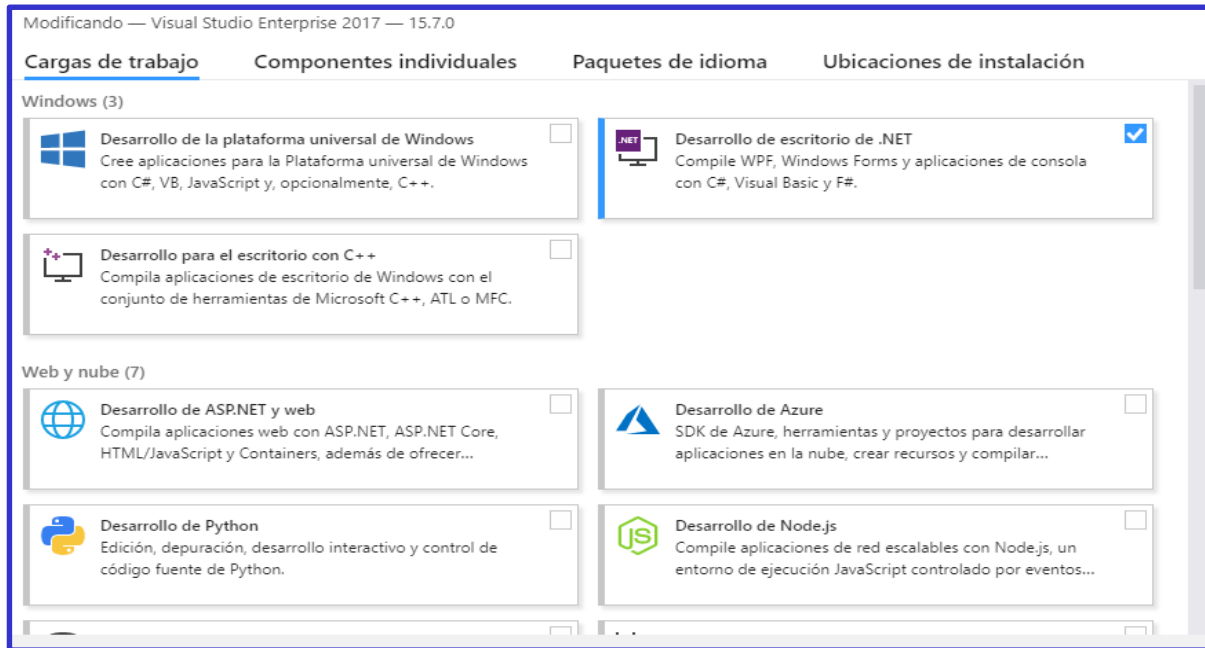 Modificando — Visual Studio Enterprise 2017 — 15.7.0
Cargas de trabajo Componentes individuales Paquetes de idioma Ubicaciones de instalación
Windows (3)
Desarrollo de la plataforma universal de Windows
Cree aplicaciones para la Plataforma universal de Windows
con C#, VB, JavaScript y, opcionalmente, C++.
.NET
Desarrollo de escritorio de .NET
Compile WPF, Windows Forms y aplicaciones de consola
con C#, Visual Basic y F#.
Desarrollo para el escritorio con C++
Compila aplicaciones de escritorio de Windows con el
conjunto de herramientas de Microsoft C++, ATL o MFC.
Web y nube (7)
Desarrollo de ASP.NET y web
Compila aplicaciones web con ASP.NET, ASP.NET Core,
HTML/JavaScript y Containers, además de ofrecer...
Desarrollo de Azure
SDK de Azure, herramientas y proyectos para desarrollar
aplicaciones en la nube, crear recursos y compilar...
Desarrollo de Python
Edición, depuración, desarrollo interactivo y control de
código fuente de Python.
JS
Desarrollo de Node.js
Compile aplicaciones de red escalables con Node.js, un
entorno de ejecución JavaScript controlado por eventos...